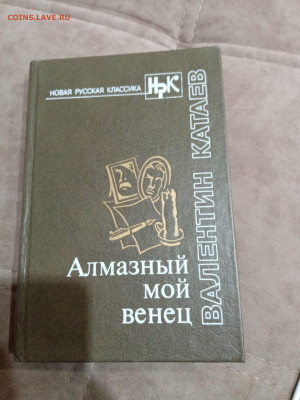 COINS.LAVE.RU
НОВАЯ РУССКАЯ КЛАССИКА
НРК
ВАЛЕНТИН КАТАЕВ
Алмазный
мой
венец